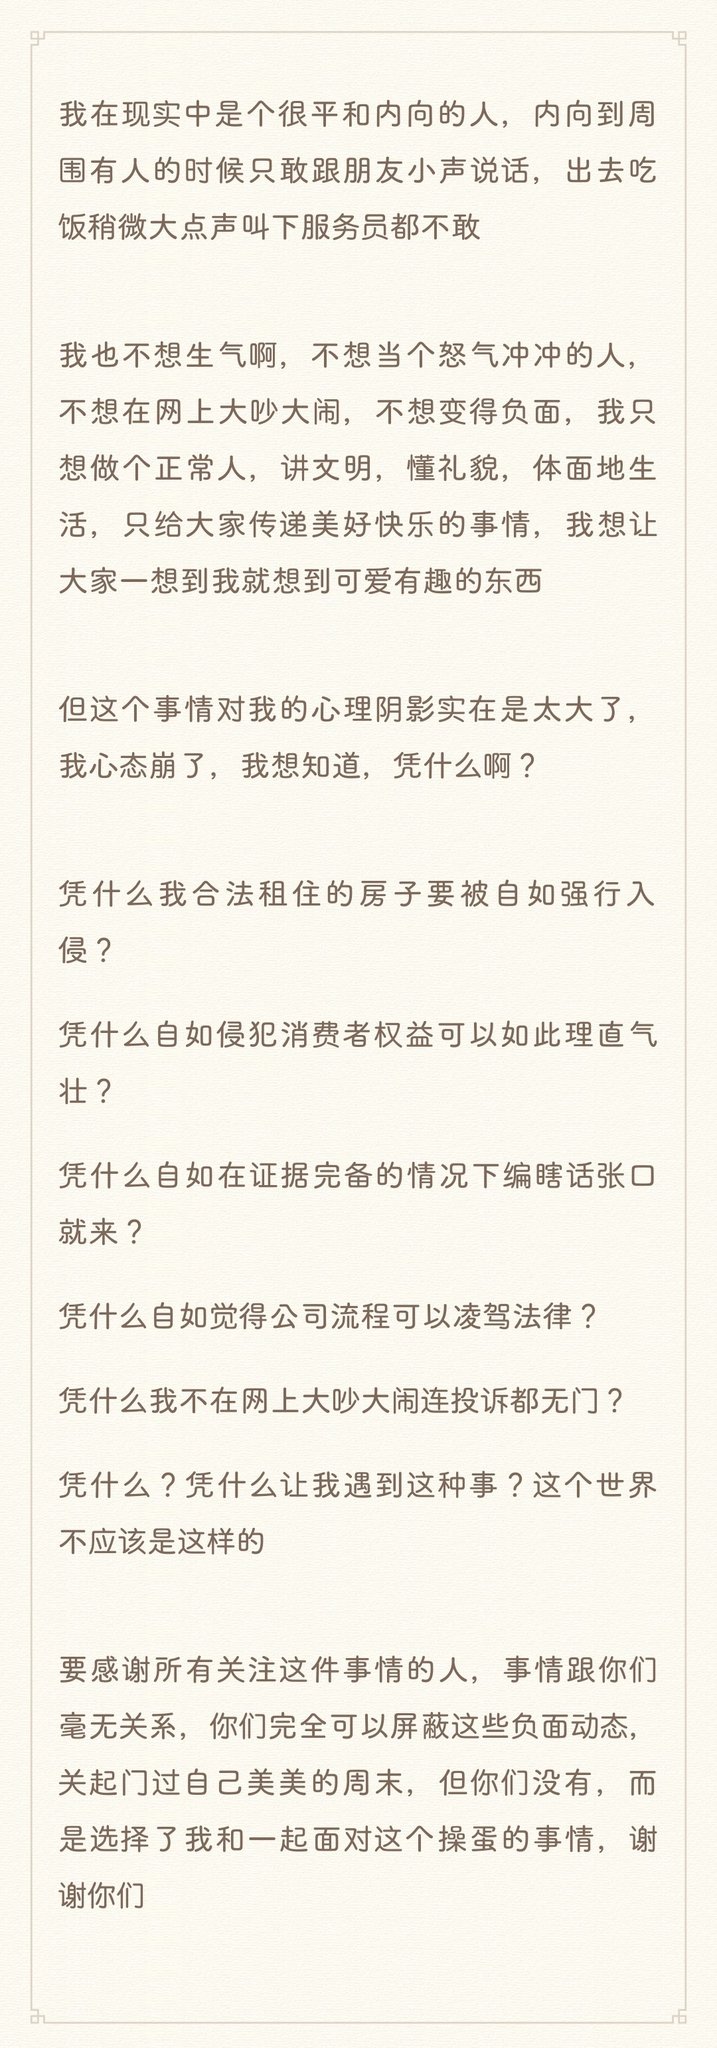 我在现实中是个很平和内向的人，内向到周
围有人的时候只敢跟朋友小声说话，出去吃
饭稍微大点声叫下服务员都不敢
我也不想生气啊，不想当个怒气冲冲的人，
不想在网上大吵大闹，不想变得负面，我只
想做个正常人，讲文明，懂礼貌，体面地生
活，只给大家传递美好快乐的事情，我想让
大家一想到我就想到可爱有趣的东西
但这个事情对我的心理阴影实在是太大了，
我心态崩了，我想知道，凭什么啊？
凭什么我合法租住的房子要被自如强行入
侵？
凭什么自如侵犯消费者权益可以如此理直气
壮？
凭什么自如在证据完备的情况下编瞎话张口
就来？
凭什么自如觉得公司流程可以凌驾法律？
凭什么我不在网上大吵大闹连投诉都无门？
凭什么？凭什么让我遇到这种事？这个世界
不应该是这样的
要感谢所有关注这件事情的人，事情跟你们
毫无关系，你们完全可以屏蔽这些负面动态，
关起门过自己美美的周末，但你们没有，而
是选择了我和一起面对这个操蛋的事情，谢
谢你们